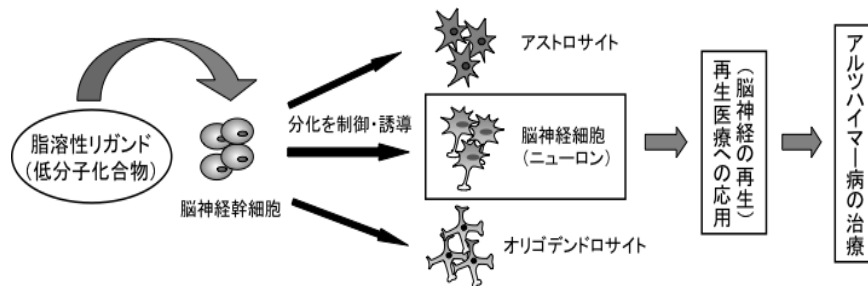 脂溶性リガンド
(低分子化合物)
脳神経幹細胞
分化を制御・誘導
アストロサイト
脳神経細胞
(ニューロン)
オリゴデンドロサイト
再生医療への応用
(脳神経の再生)
アルツハイマー病の治療